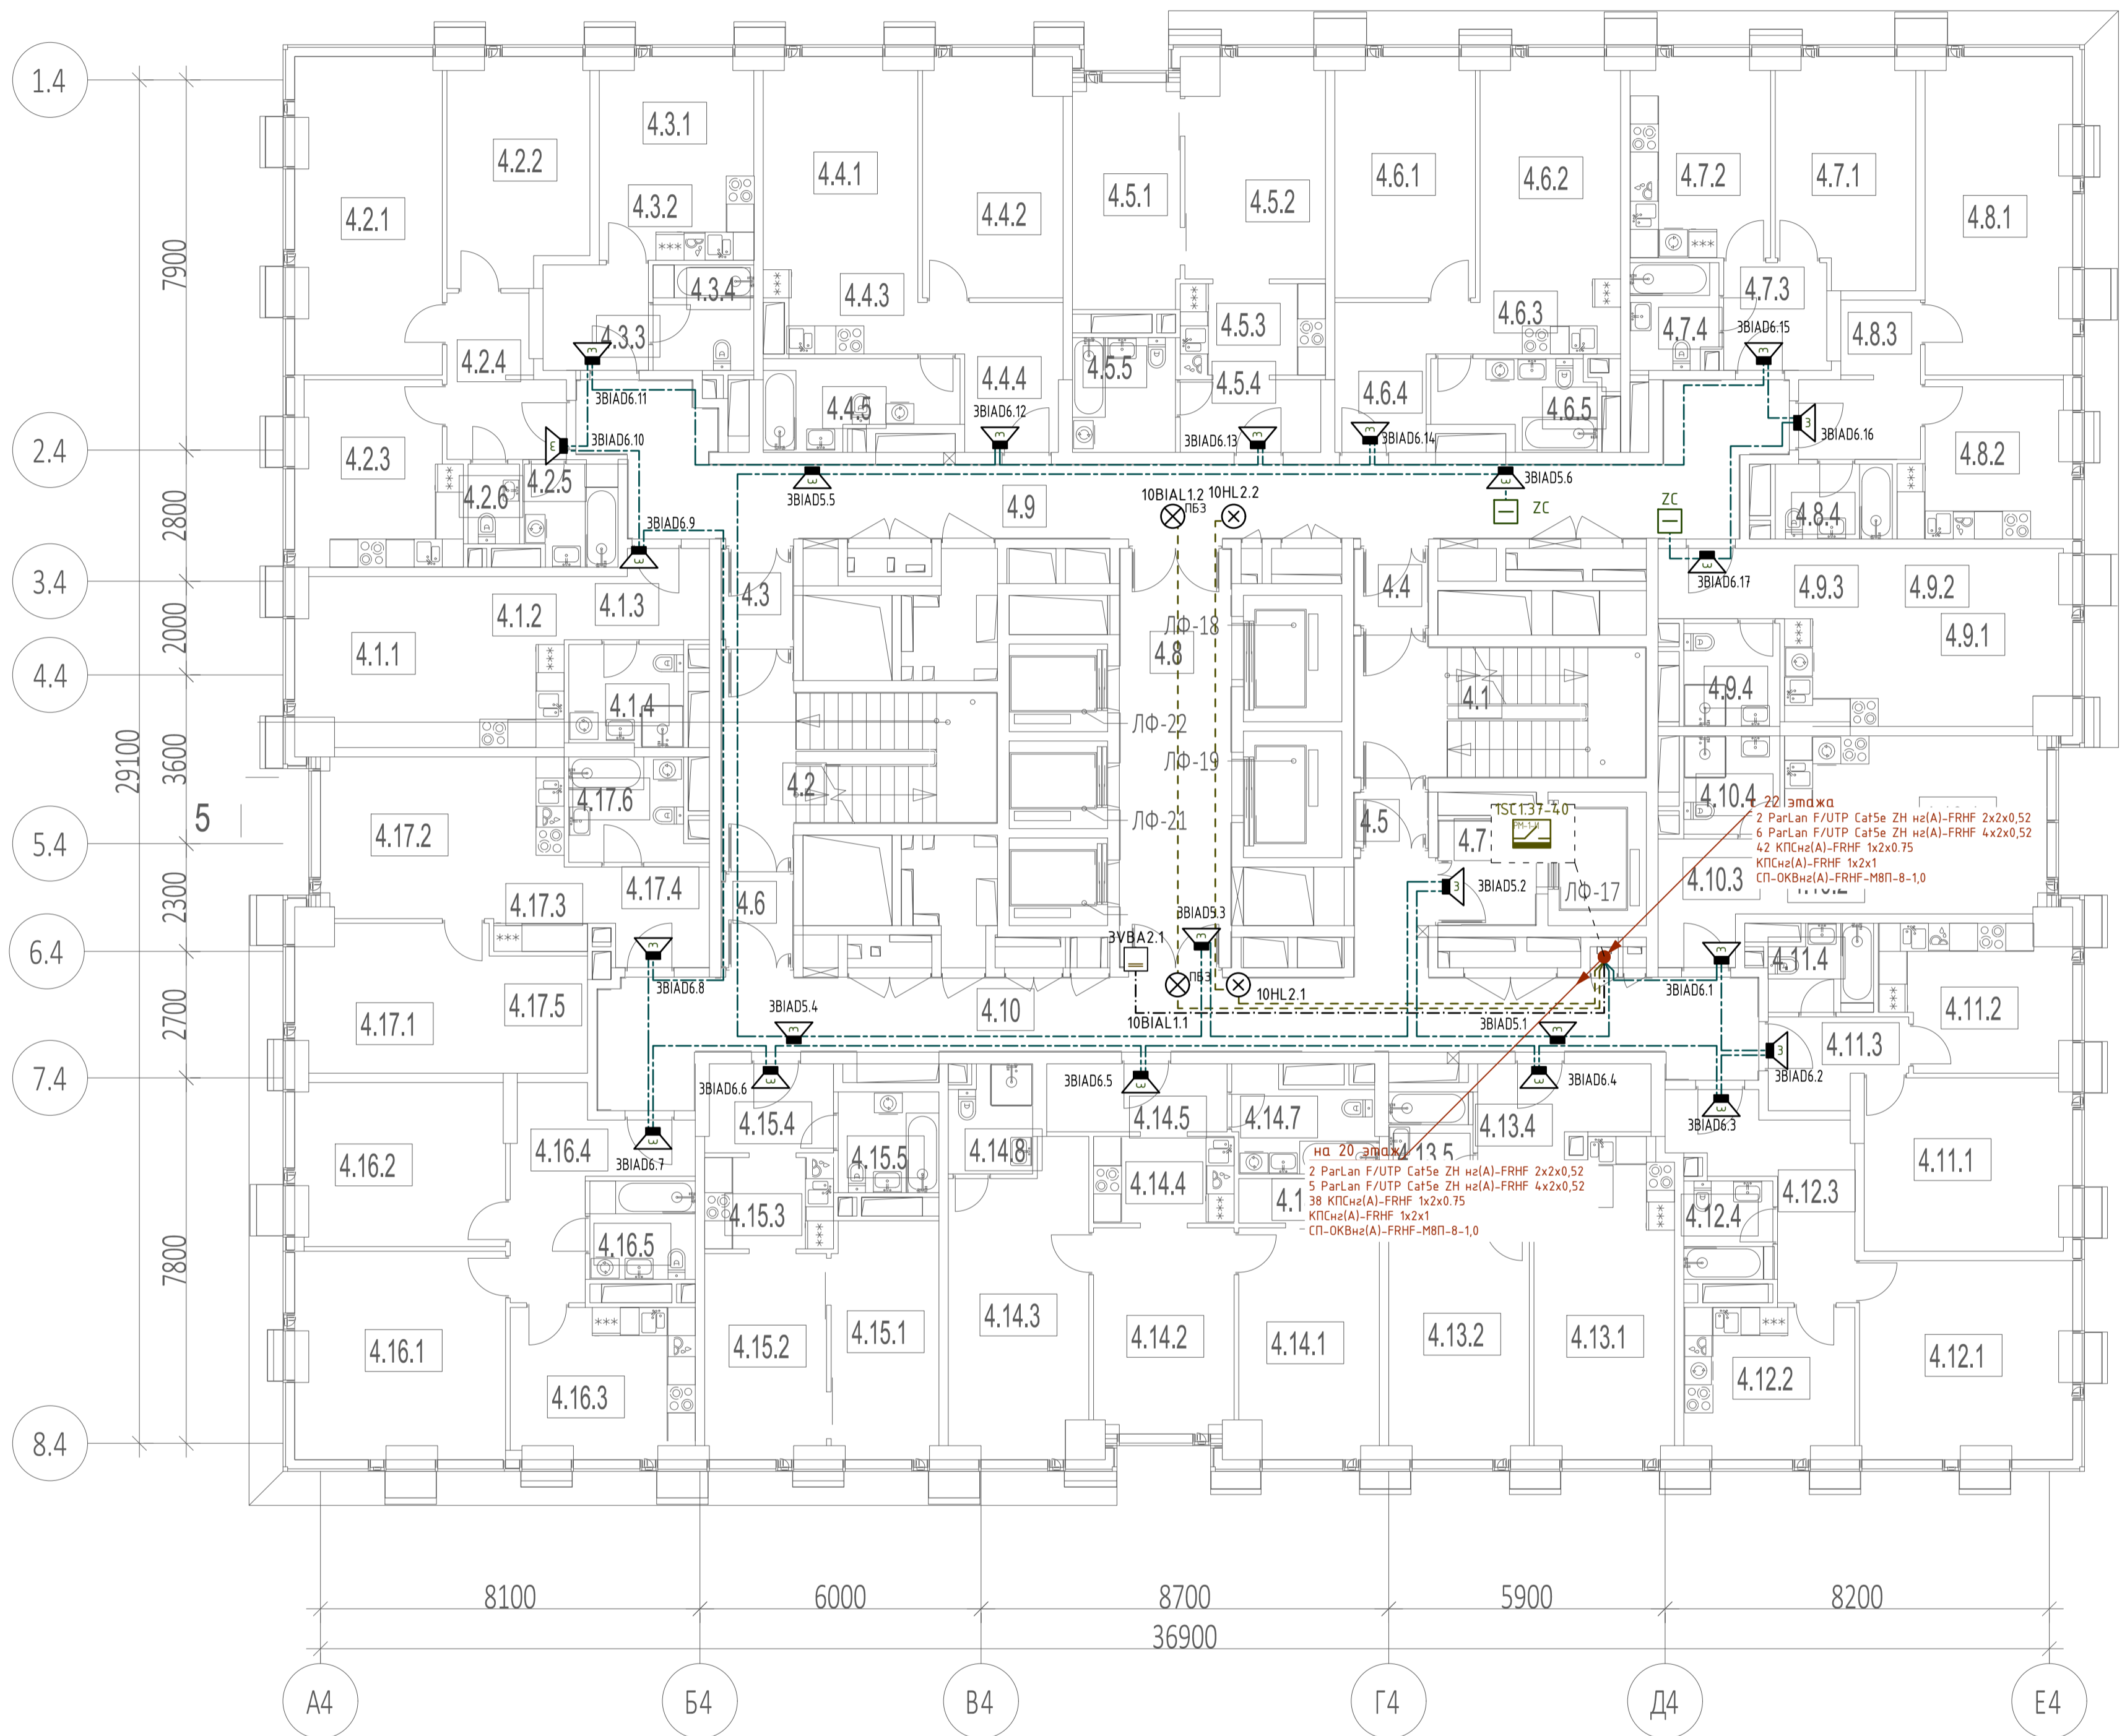 1.4
2.4
3.4
4.4
5.4
6.4
7.4
8.4
7900
2800
2000
3600
2300
2700
7800
29100
5
4.3.1
4.2.2
4.4.1
4.6.1
4.6.2
4.7.2
4.7.1
4.2.1
4.3.2
4.4.2
4.5.1
4.5.2
4.8.1
4.3.4
4.4.3
4.7.3
4.3.3
4.5.3
4.6.3
4.7.4
3BIAD6.15
4.8.3
4.2.4
4.5.5
4.4.4
4.5.4
4.6.4
3BIAD6.11
4.4.5
3BIAD6.12
4.6.5
4.2.3
3BIAD6.10
3BIAD6.13
3BIAD6.14
3BIAD6.16
4.8.2
4.2.6
4.2.5
3BIAD5.5
3BIAD5.6
4.9
10BIAL1.2
10HL2.2
ПБЗ
ZC
ZC
3BIAD6.9
4.8.4
3BIAD6.17
4.1.2
4.1.3
4.3
4.4
4.9.3
4.9.2
4.1.1
ЛФ-18
4.8
4.9.1
4.1.4
4.1
4.9.4
ЛФ-22
ЛФ-19
4.17.6
4.2
4.10.4
4.17.2
ЛФ-21
4.5
4.7
1SC1.37-4.0
РМ-1-И
с 22 этажа
2 ParLan F/UTP Cat5e ZH нг(A)-FRHF 2x2x0,52
6 ParLan F/UTP Cat5e ZH нг(A)-FRHF 4x2x0,52
42 КПСнг(A)-FRHF 1x2x0.75
КПСнг(A)-FRHF 1x2x1
СП-ОКВнг(A)-FRHF-М8П-8-1,0
4.17.3
4.17.4
4.6
3BIAD5.2
ЛФ-17
4.10.3
3BIAD5.3
3VBA2.1
4.11.4
3BIAD6.8
ПБЗ
10HL2.1
3BIAD6.1
4.17.1
4.17.5
3BIAD5.4
4.10
10BIAL1.1
3BIAD5.1
4.11.2
4.11.3
3BIAD6.6
3BIAD6.5
3BIAD6.4
3BIAD6.2
3BIAD6.3
4.15.4
4.14.5
4.14.7
4.13.4
4.16.2
4.16.4
3BIAD6.7
4.15.5
4.14.8
4.13.5
4.11.1
на 20 этаж
2 ParLan F/UTP Cat5e ZH нг(A)-FRHF 2x2x0,52
5 ParLan F/UTP Cat5e ZH нг(A)-FRHF 4x2x0,52
38 КПСнг(A)-FRHF 1x2x0.75
КПСнг(A)-FRHF 1x2x1
СП-ОКВнг(A)-FRHF-М8П-8-1,0
4.14.4
4.12.3
4.15.3
4.12.4
4.16.5
4.14.3
4.15.1
4.15.2
4.14.2
4.14.1
4.13.2
4.13.1
4.16.1
4.12.1
4.16.3
4.12.2
8100
6000
8700
5900
8200
36900
А4
Б4
В4
Г4
Д4
Е4